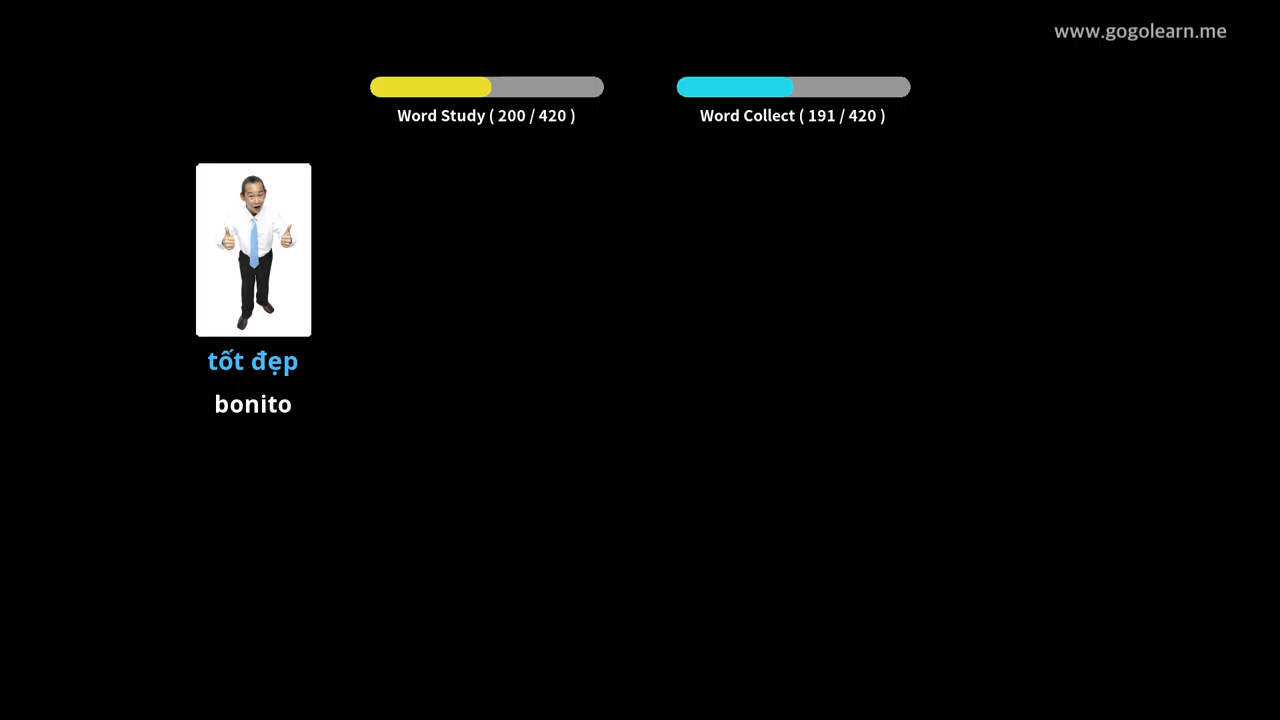 www.gogolearn.me
Word Study ( 200 / 420 )
Word Collect ( 191 / 420 )
tốt đẹp
bonito